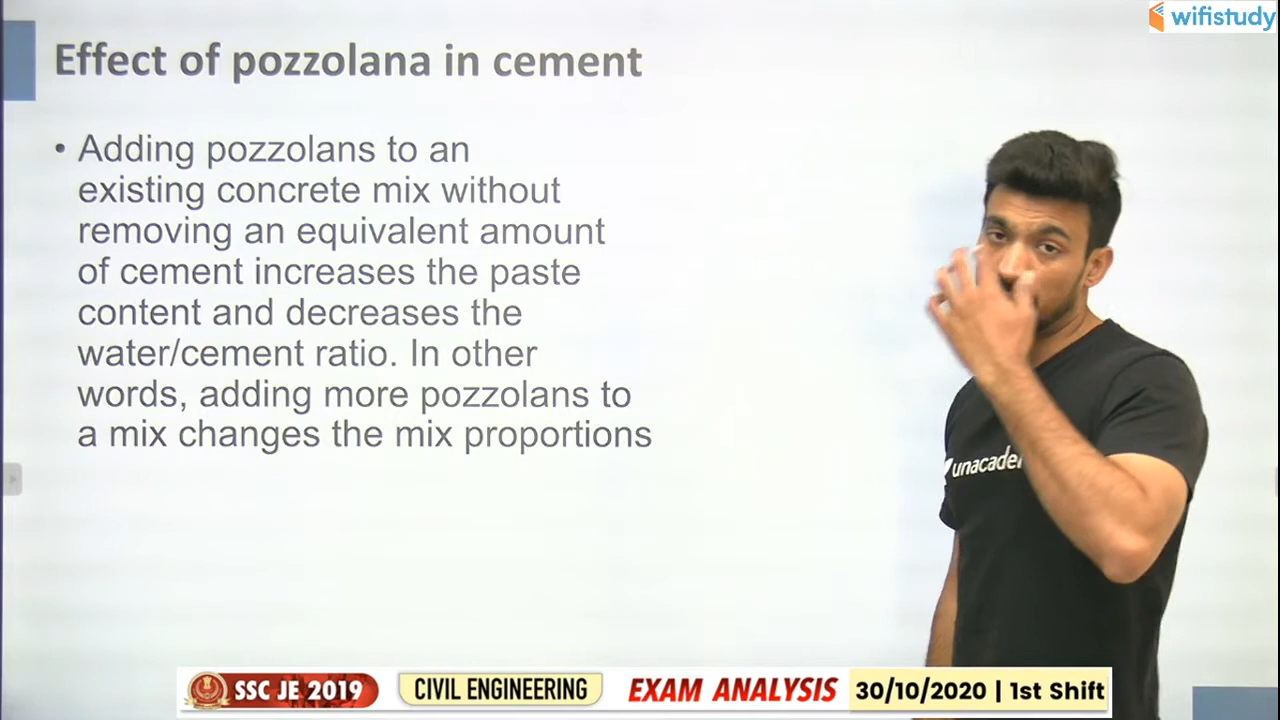 wifistudy
Effect of pozzolana in cement
• Adding pozzolans to an
existing concrete mix without
removing an equivalent amount
of cement increases the paste
content and decreases the
water/cement ratio. In other
words, adding more pozzolans to
a mix changes the mix proportions
unacade
SSC JE 2019
CIVIL ENGINEERING
EXAM ANALYSIS
30/10/2020 | 1st Shift